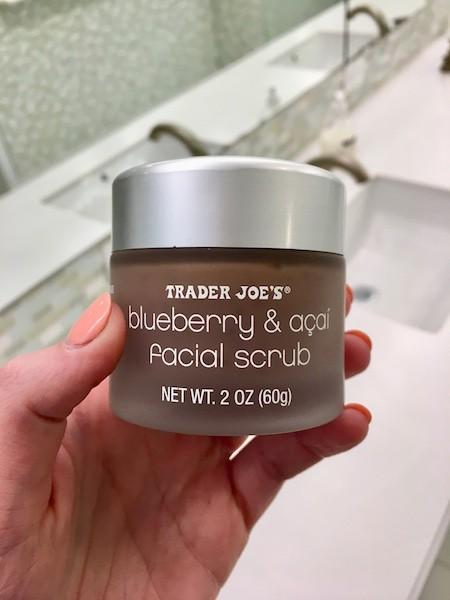 TRADER JOE'S®
blueberry & açaí
facial scrub
NET WT. 2 OZ (60g)